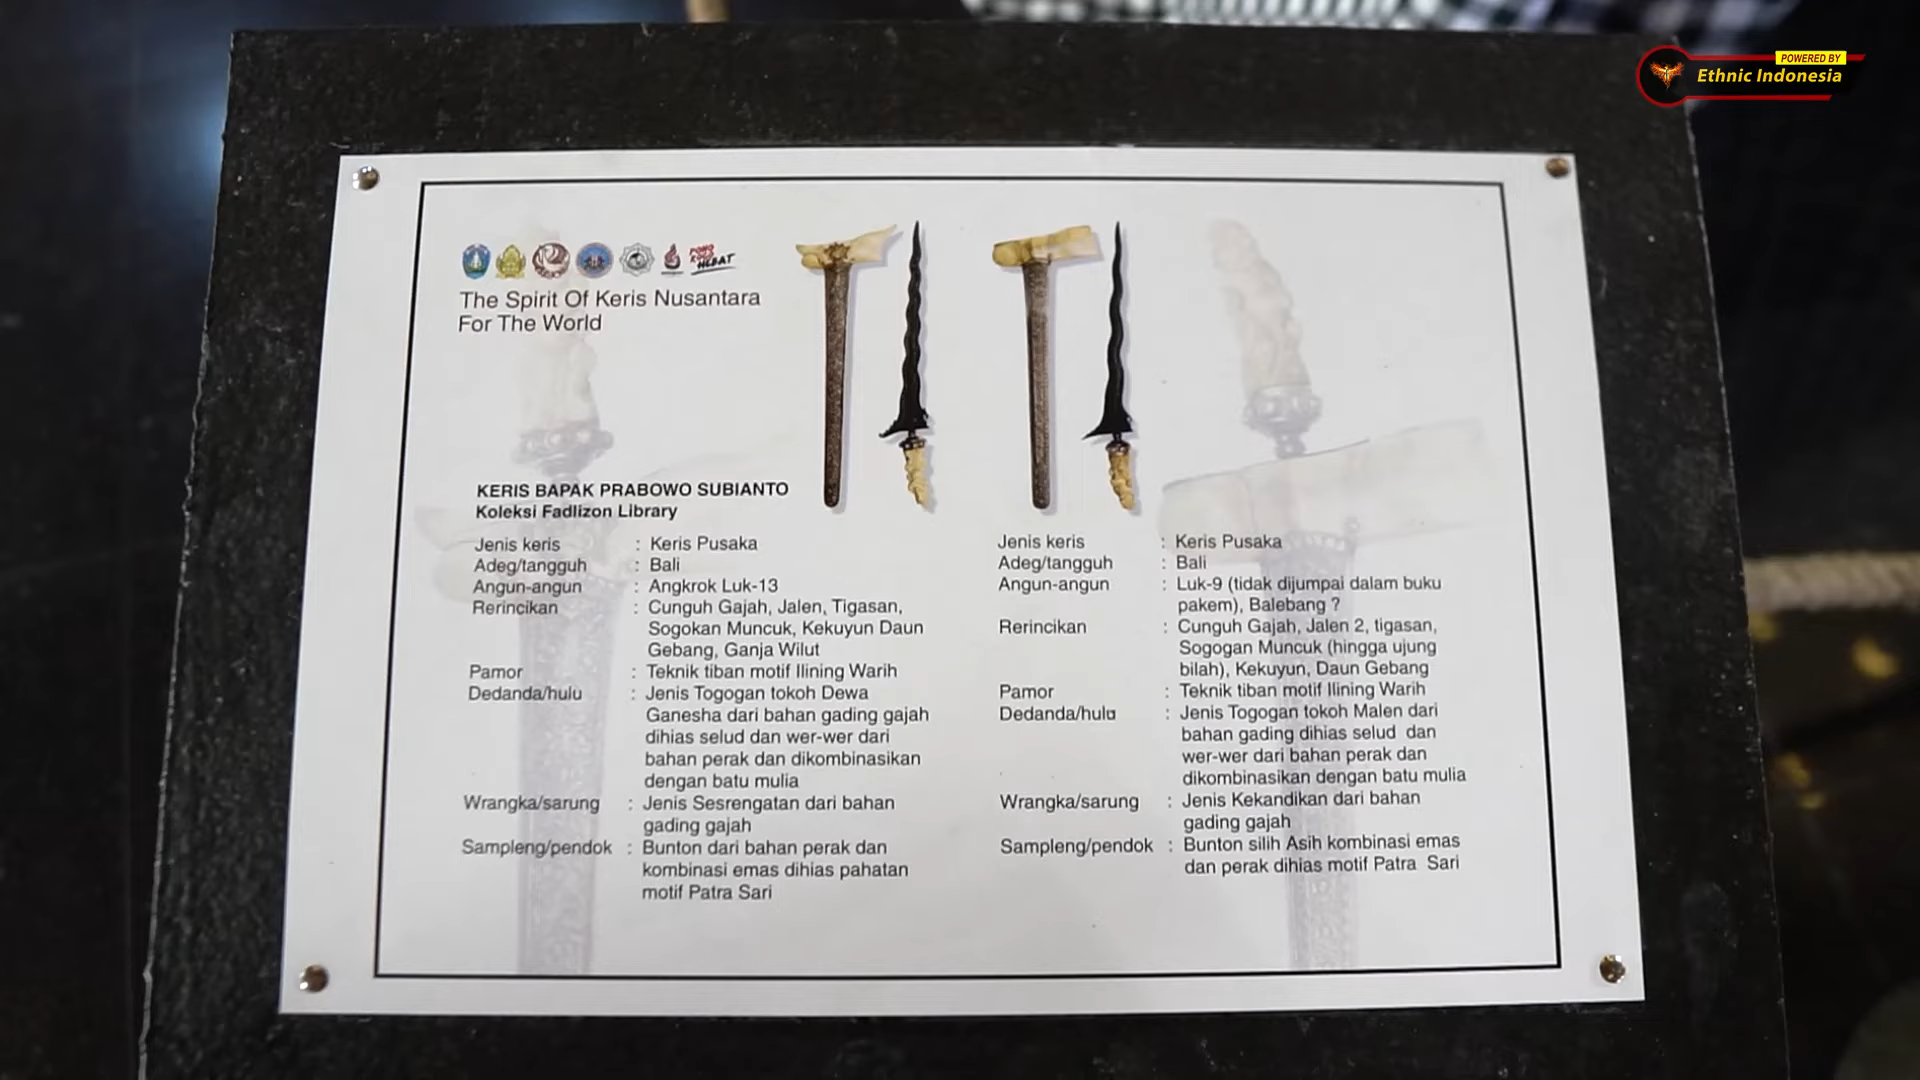 POWERED BY
Ethnic Indonesia
The Spirit Of Keris Nusantara
For The World
KERIS BAPAK PRABOWO SUBIANTO
Koleksi Fadlizon Library
Jenis keris : Keris Pusaka
Adeg/tangguh : Bali
Angun-angun : Angkrok Luk-13
Rerincikan : Cunguh Gajah, Jalen, Tigasan,
Sogokan Muncuk, Kekuyun Daun
Gebang, Ganja Wilut
Pamor : Teknik tiban motif Ilining Warih
Dedanda/hulu : Jenis Togogan tokoh Dewa
Ganesha dari bahan gading gajah
dihias selud dan wer-wer dari
bahan perak dan dikombinasikan
dengan batu mulia
Wrangka/sarung : Jenis Sesrengatan dari bahan
gading gajah
Sampleng/pendok : Bunton dari bahan perak dan
kombinasi emas dihias pahatan
motif Patra Sari
Jenis keris : Keris Pusaka
Adeg/tangguh : Bali
Angun-angun : Luk-9 (tidak dijumpai dalam buku
pakem), Balebang ?
Rerincikan : Cunguh Gajah, Jalen 2, tigasan,
Sogogan Muncuk (hingga ujung
bilah), Kekuyun, Daun Gebang
Pamor : Teknik tiban motif Ilining Warih
Dedanda/hulu : Jenis Togogan tokoh Malen dari
bahan gading dihias selud dan
wer-wer dari bahan perak dan
dikombinasikan dengan batu mulia
Wrangka/sarung : Jenis Kekandikan dari bahan
gading gajah
Sampleng/pendok : Bunton silih Asih kombinasi emas
dan perak dihias motif Patra Sari